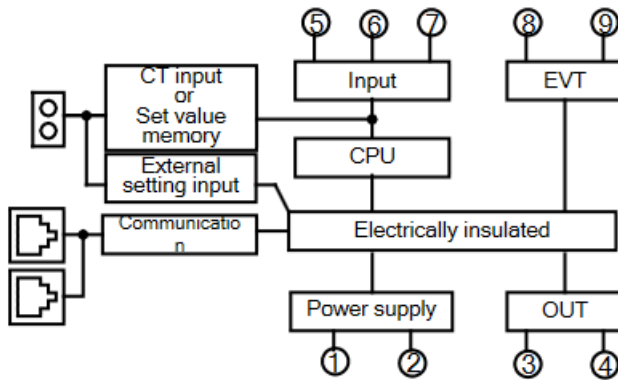 ⑤ ⑥ ⑦ ⑧ ⑨
CT input
or
Set value
memory
Input
EVT
CPU
External
setting input
Communicatio
n
Electrically insulated
Power supply
OUT
① ② ③ ④